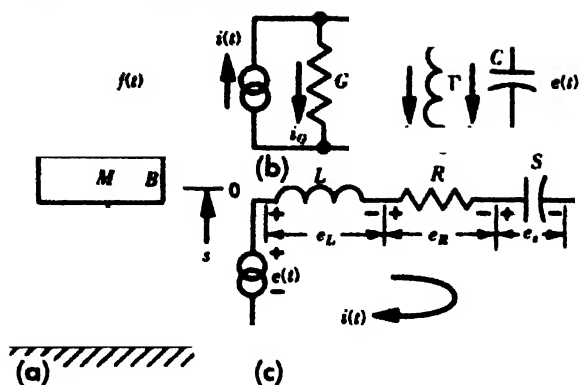 i(t)
f(t)
G
i_G
Γ
C
e(t)
(b)
M B
0
s
L
R
S
+ - + - + -
e_L
e_R
e_s
+
e(t)
-
i(t)
(a)
(c)